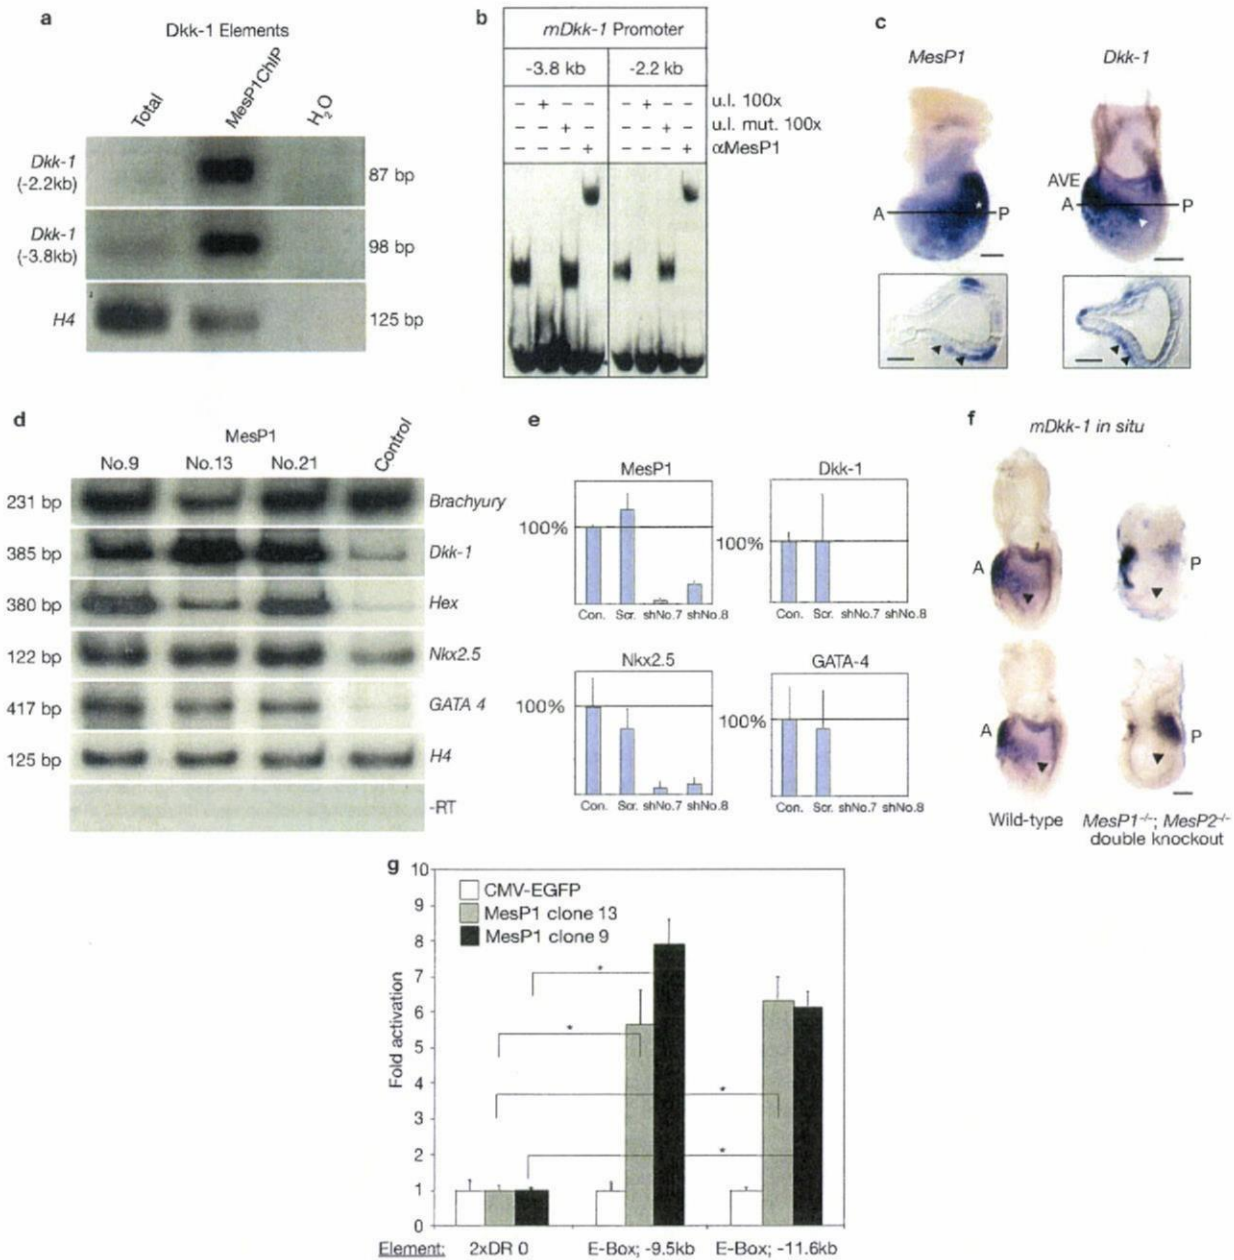 a
Dkk-1 Elements
Total
MesP1ChIP
H2O
Dkk-1
(-2.2kb)
87 bp
Dkk-1
(-3.8kb)
98 bp
H4
125 bp
b
mDkk-1 Promoter
-3.8 kb
-2.2 kb
– + – – – + – – u.l. 100x
– – + – – – + – u.l. mut. 100x
– – – + – – – + αMesP1
c
MesP1
Dkk-1
AVE
A
P
A
P
*
d
MesP1
No.9
No.13
No.21
Control
231 bp
Brachyury
385 bp
Dkk-1
380 bp
Hex
122 bp
Nkx2.5
417 bp
GATA 4
125 bp
H4
-RT
e
MesP1
100%
Con. Scr. shNo.7 shNo.8
Dkk-1
100%
Con. Scr. shNo.7 shNo.8
Nkx2.5
100%
Con. Scr. shNo.7 shNo.8
GATA-4
100%
Con. Scr. shNo.7 shNo.8
f
mDkk-1 in situ
A
P
A
P
Wild-type
MesP1-/-; MesP2-/-
double knockout
g
Fold activation
10
9
8
7
6
5
4
3
2
1
0
CMV-EGFP
MesP1 clone 13
MesP1 clone 9
*
*
*
*
Element: 2xDR 0 E-Box; -9.5kb E-Box; -11.6kb